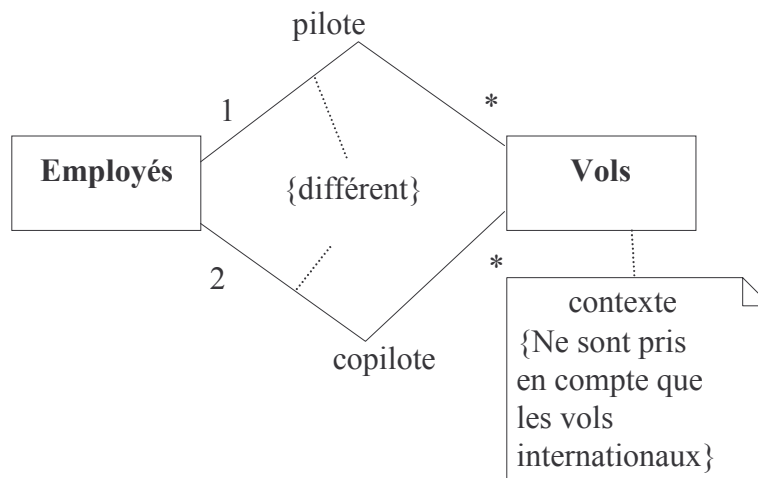 pilote
1
*
Employés
Vols
{différent}
2
*
copilote
contexte
{Ne sont pris
en compte que
les vols
internationaux}